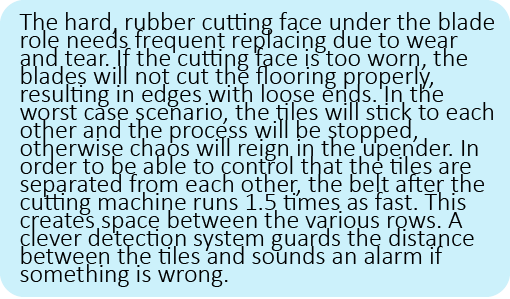 The hard, rubber cutting face under the blade
role needs frequent replacing due to wear
and tear. If the cutting face is too worn, the
blades will not cut the flooring properly,
resulting in edges with loose ends. In the
worst case scenario, the tiles will stick to each
other and the process will be stopped,
otherwise chaos will reign in the upender. In
order to be able to control that the tiles are
separated from each other, the belt after the
cutting machine runs 1.5 times as fast. This
creates space between the various rows. A
clever detection system guards the distance
between the tiles and sounds an alarm if
something is wrong.